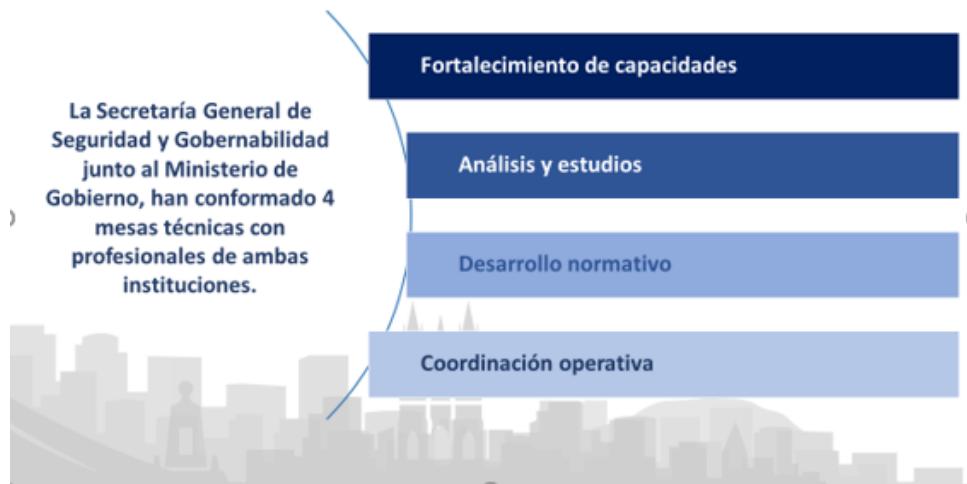 La Secretaría General de
Seguridad y Gobernabilidad
junto al Ministerio de
Gobierno, han conformado 4
mesas técnicas con
profesionales de ambas
instituciones.
Fortalecimiento de capacidades
Análisis y estudios
Desarrollo normativo
Coordinación operativa